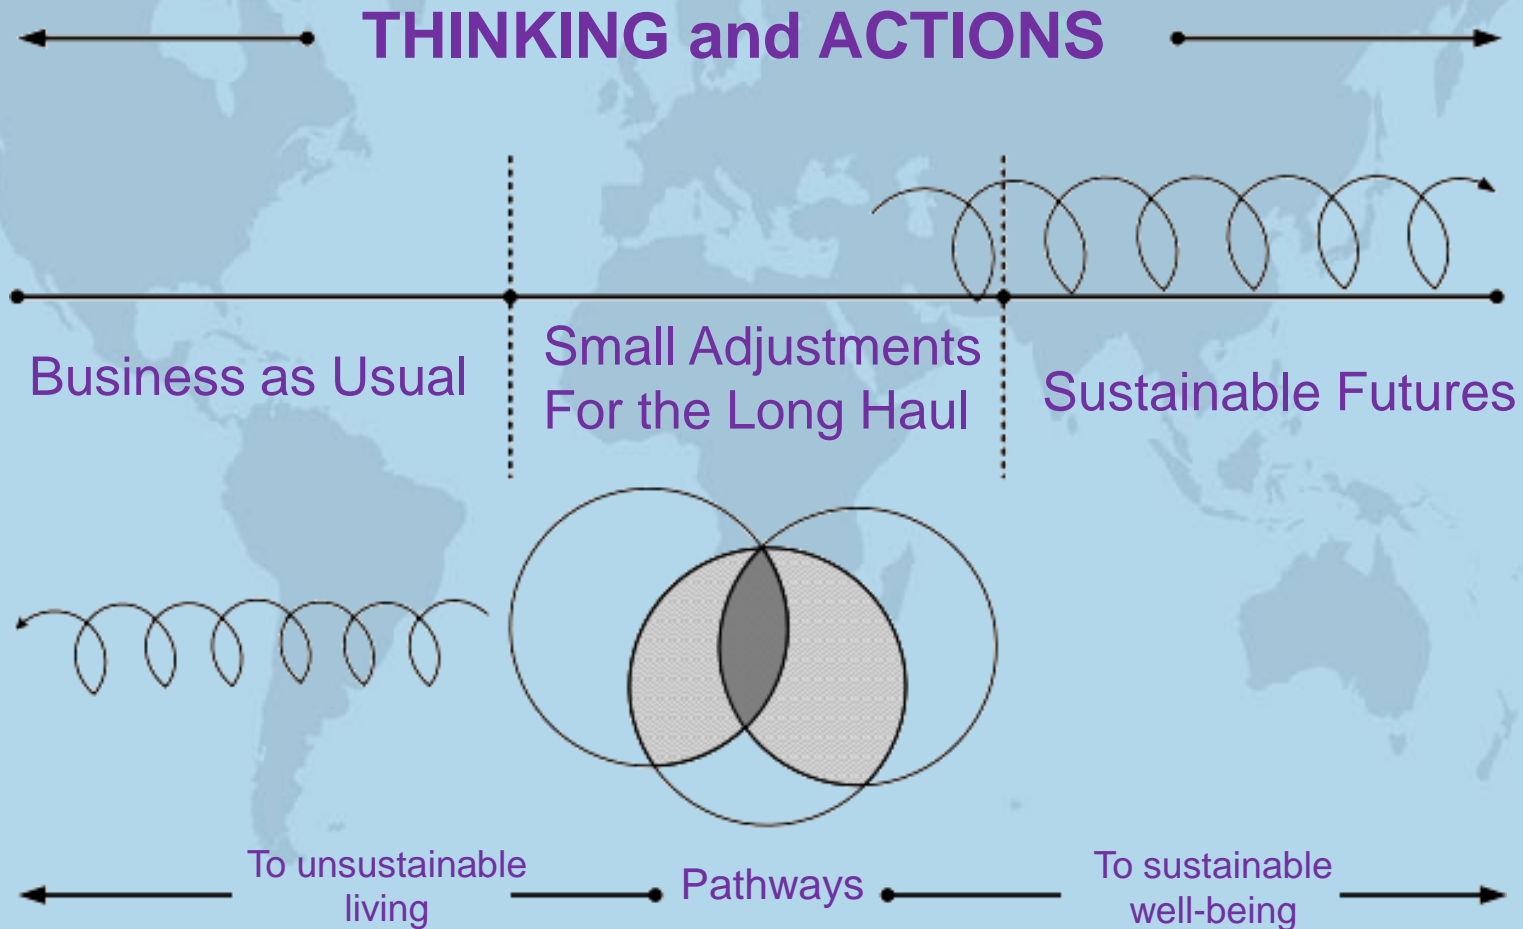 THINKING and ACTIONS
Business as Usual
Small Adjustments
For the Long Haul
Sustainable Futures
To unsustainable
living
Pathways
To sustainable
well-being